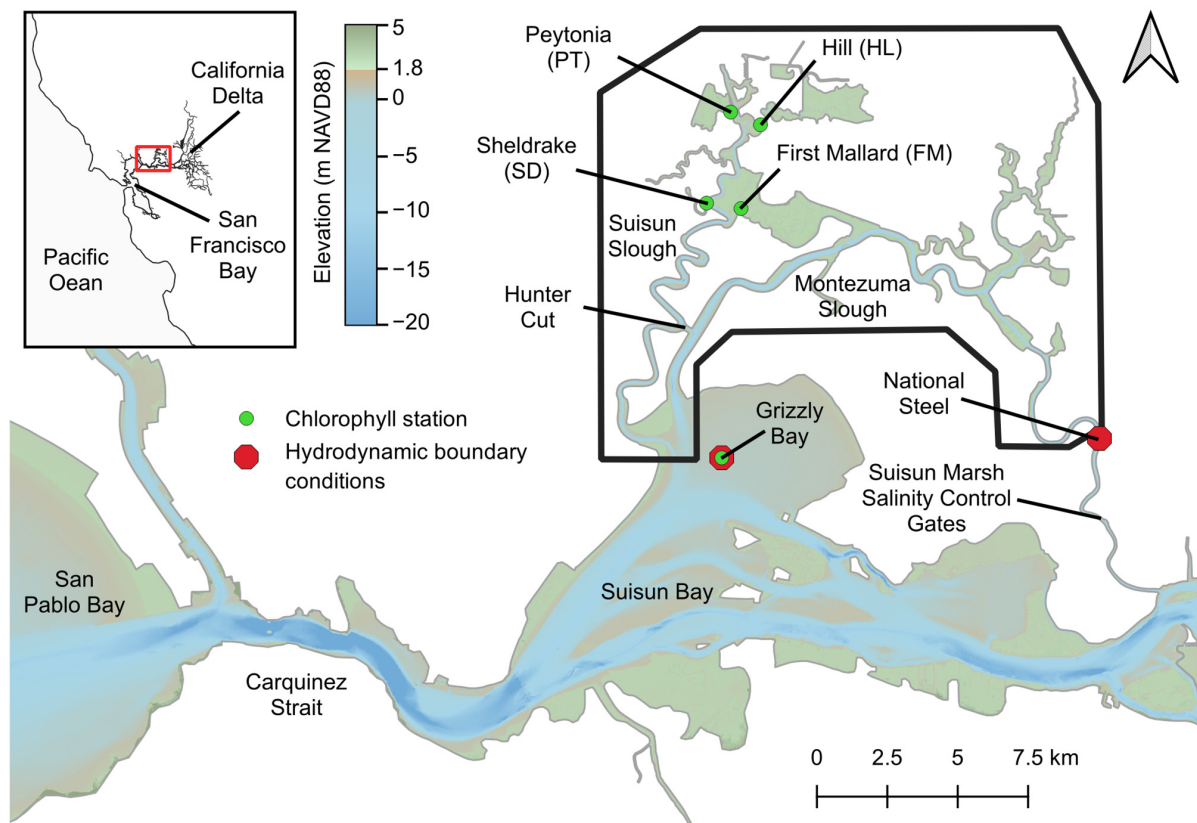 California
Delta
San
Francisco
Bay
Pacific
Oean
Elevation (m NAVD88)
5
1.8
0
−5
−10
−15
−20
Peytonia
(PT)
Hill (HL)
Sheldrake
(SD)
First Mallard (FM)
Suisun
Slough
Hunter
Cut
Montezuma
Slough
National
Steel
Grizzly
Bay
Chlorophyll station
Hydrodynamic boundary
conditions
Suisun Marsh
Salinity Control
Gates
San
Pablo Bay
Suisun Bay
Carquinez
Strait
0 2.5 5 7.5 km